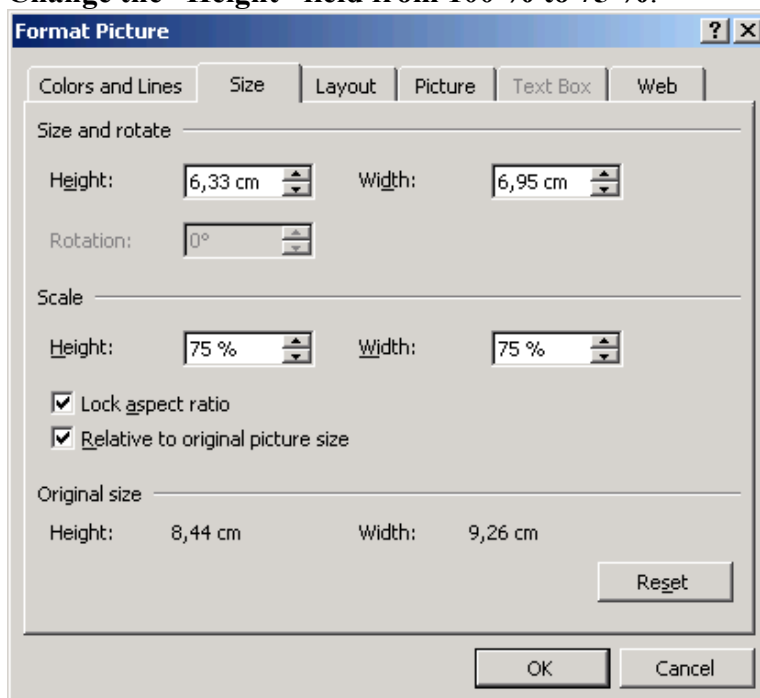 Change the "Height" field from 100 % to 75 %.
Format Picture
Colors and Lines Size Layout Picture Text Box Web
Size and rotate
Height: 6,33 cm Width: 6,95 cm
Rotation: 0°
Scale
Height: 75 % Width: 75 %
Lock aspect ratio
Relative to original picture size
Original size
Height: 8,44 cm Width: 9,26 cm
Reset
OK Cancel